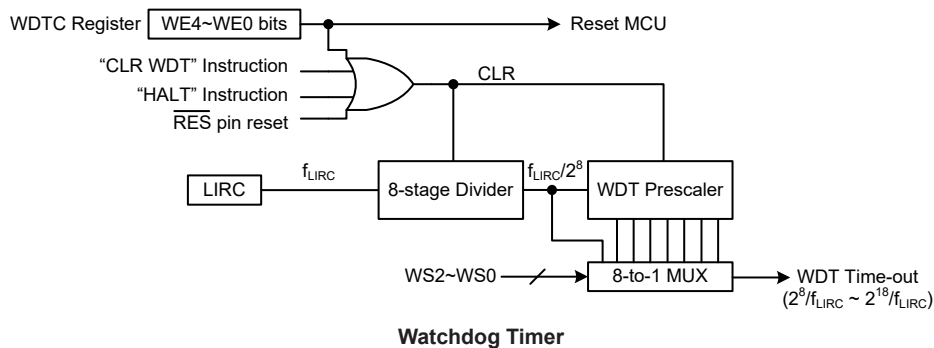 WDTC Register WE4~WE0 bits Reset MCU
“CLR WDT” Instruction
CLR
“HALT” Instruction
RES pin reset
fLIRC fLIRC/2⁸
LIRC 8-stage Divider WDT Prescaler
WS2~WS0 8-to-1 MUX WDT Time-out
(2⁸/fLIRC ~ 2¹⁸/fLIRC)
Watchdog Timer